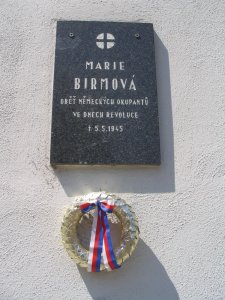 MARIE
BIRMOVÁ
OBĚŤ NĚMECKÝCH OKUPANTŮ
VE DNECH REVOLUCE
† 5.5.1945